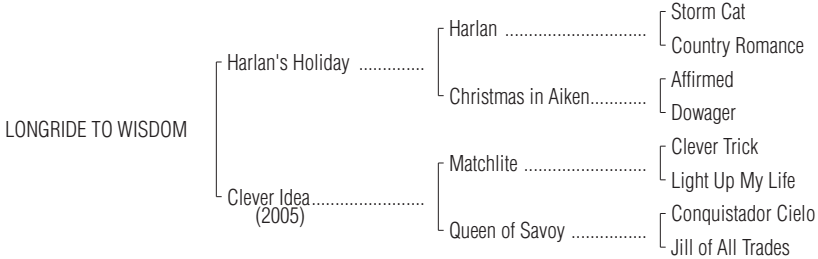 Storm Cat
Harlan ..............................
Country Romance
Harlan's Holiday ..............
Affirmed
Christmas in Aiken............
Dowager
LONGRIDE TO WISDOM
Clever Trick
Matchlite ..........................
Light Up My Life
Clever Idea........................
(2005)
Conquistador Cielo
Queen of Savoy ................
Jill of All Trades